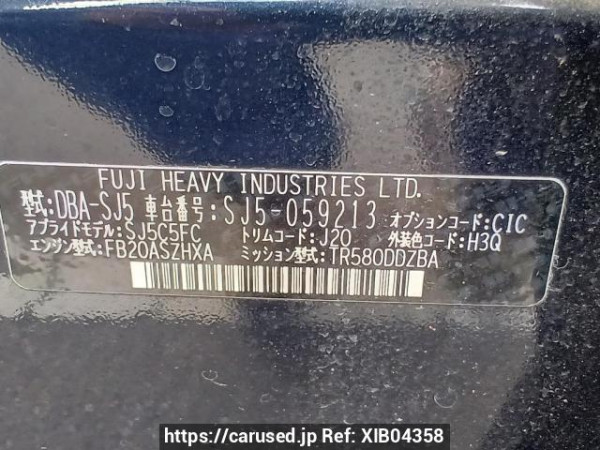 FUJI HEAVY INDUSTRIES LTD.
型式:DBA-SJ5 車台番号:SJ5-059213 オプションコード:CIC
アプライドモデル:SJ5C5FC トリムコード:J20 外装色コード:H3Q
エンジン型式:FB20ASZHXA ミッション型式:TR580DDZBA
https://carused.jp Ref: XIB04358